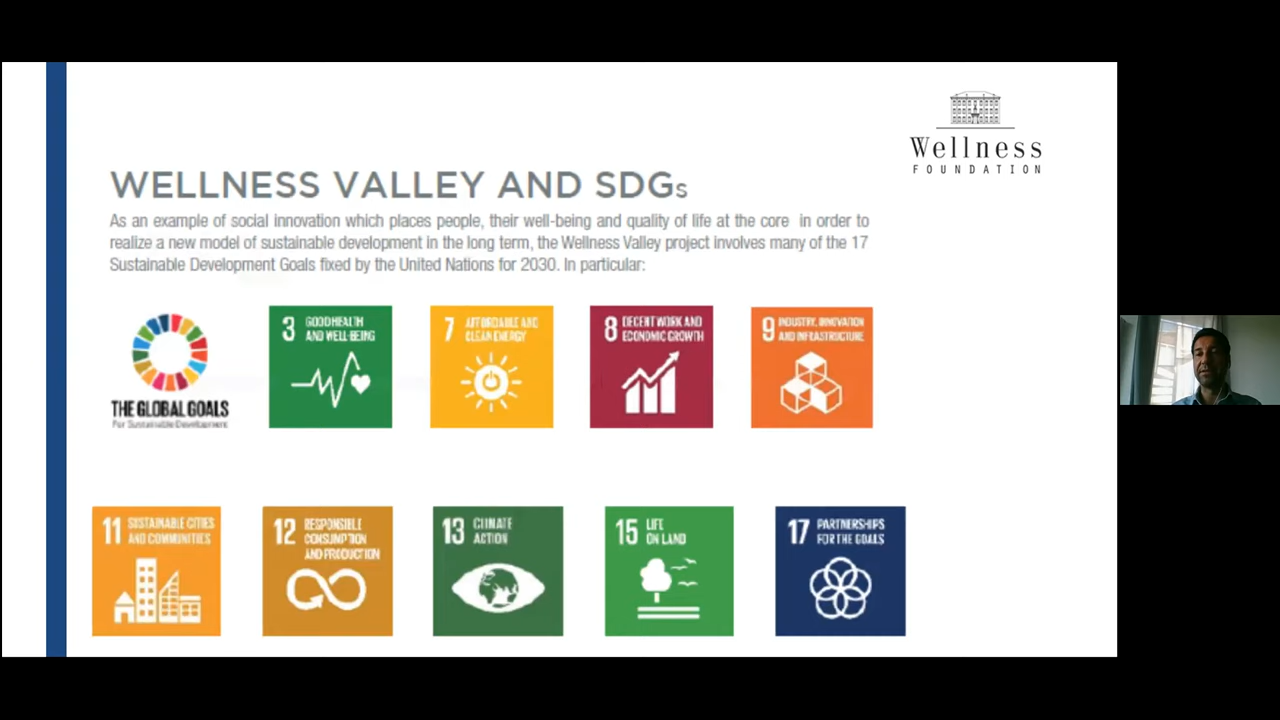 Wellness
FOUNDATION
WELLNESS VALLEY AND SDGs
As an example of social innovation which places people, their well-being and quality of life at the core in order to
realize a new model of sustainable development in the long term, the Wellness Valley project involves many of the 17
Sustainable Development Goals fixed by the United Nations for 2030. In particular:
THE GLOBAL GOALS
For Sustainable Development
3 GOOD HEALTH
AND WELL-BEING
7 AFFORDABLE AND
CLEAN ENERGY
8 DECENT WORK AND
ECONOMIC GROWTH
9 INDUSTRY, INNOVATION
AND INFRASTRUCTURE
11 SUSTAINABLE CITIES
AND COMMUNITIES
12 RESPONSIBLE
CONSUMPTION
AND PRODUCTION
13 CLIMATE
ACTION
15 LIFE
ON LAND
17 PARTNERSHIPS
FOR THE GOALS